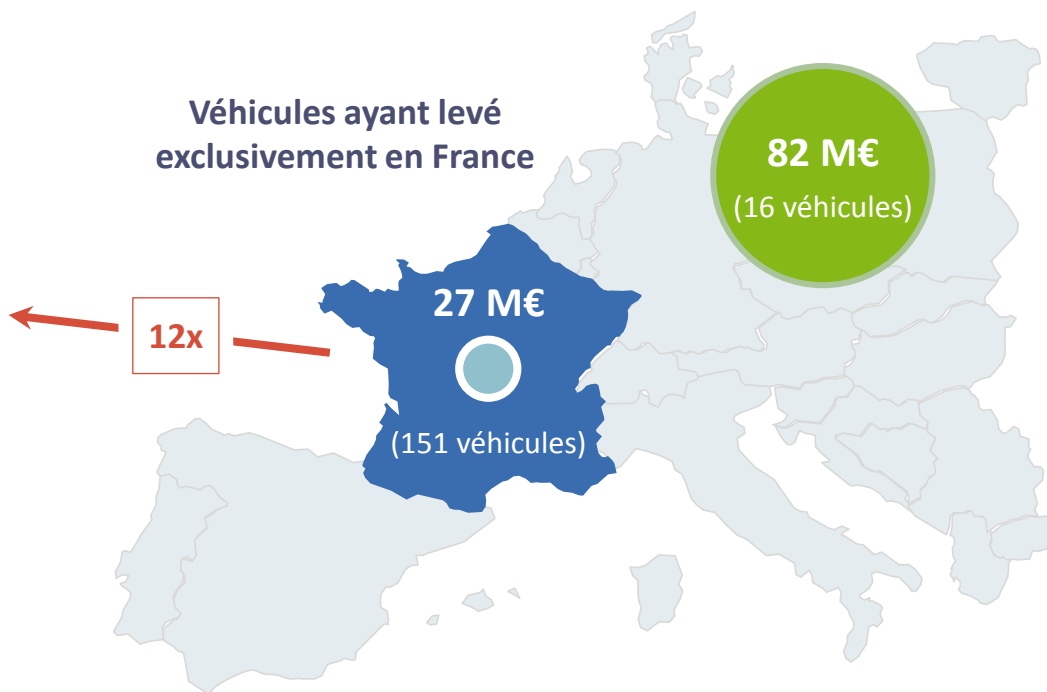 Véhicules ayant levé
exclusivement en France
82 M€
(16 véhicules)
27 M€
12x
(151 véhicules)